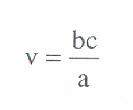 v = bc/a